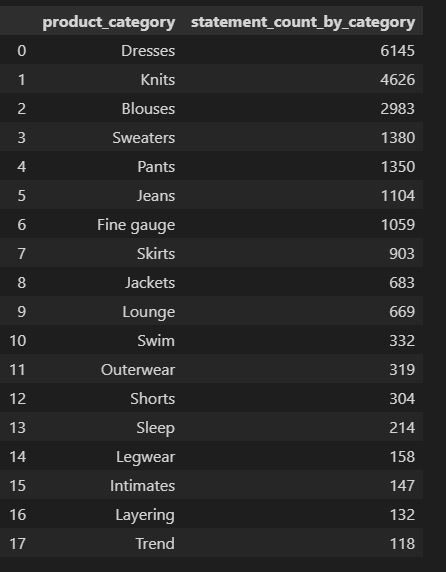 product_category statement_count_by_category
0 Dresses 6145
1 Knits 4626
2 Blouses 2983
3 Sweaters 1380
4 Pants 1350
5 Jeans 1104
6 Fine gauge 1059
7 Skirts 903
8 Jackets 683
9 Lounge 669
10 Swim 332
11 Outerwear 319
12 Shorts 304
13 Sleep 214
14 Legwear 158
15 Intimates 147
16 Layering 132
17 Trend 118